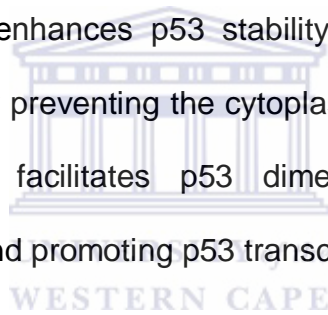 enhances p53 stability
preventing the cytopla
facilitates p53 dime
nd promoting p53 transc
WESTERN CAPE